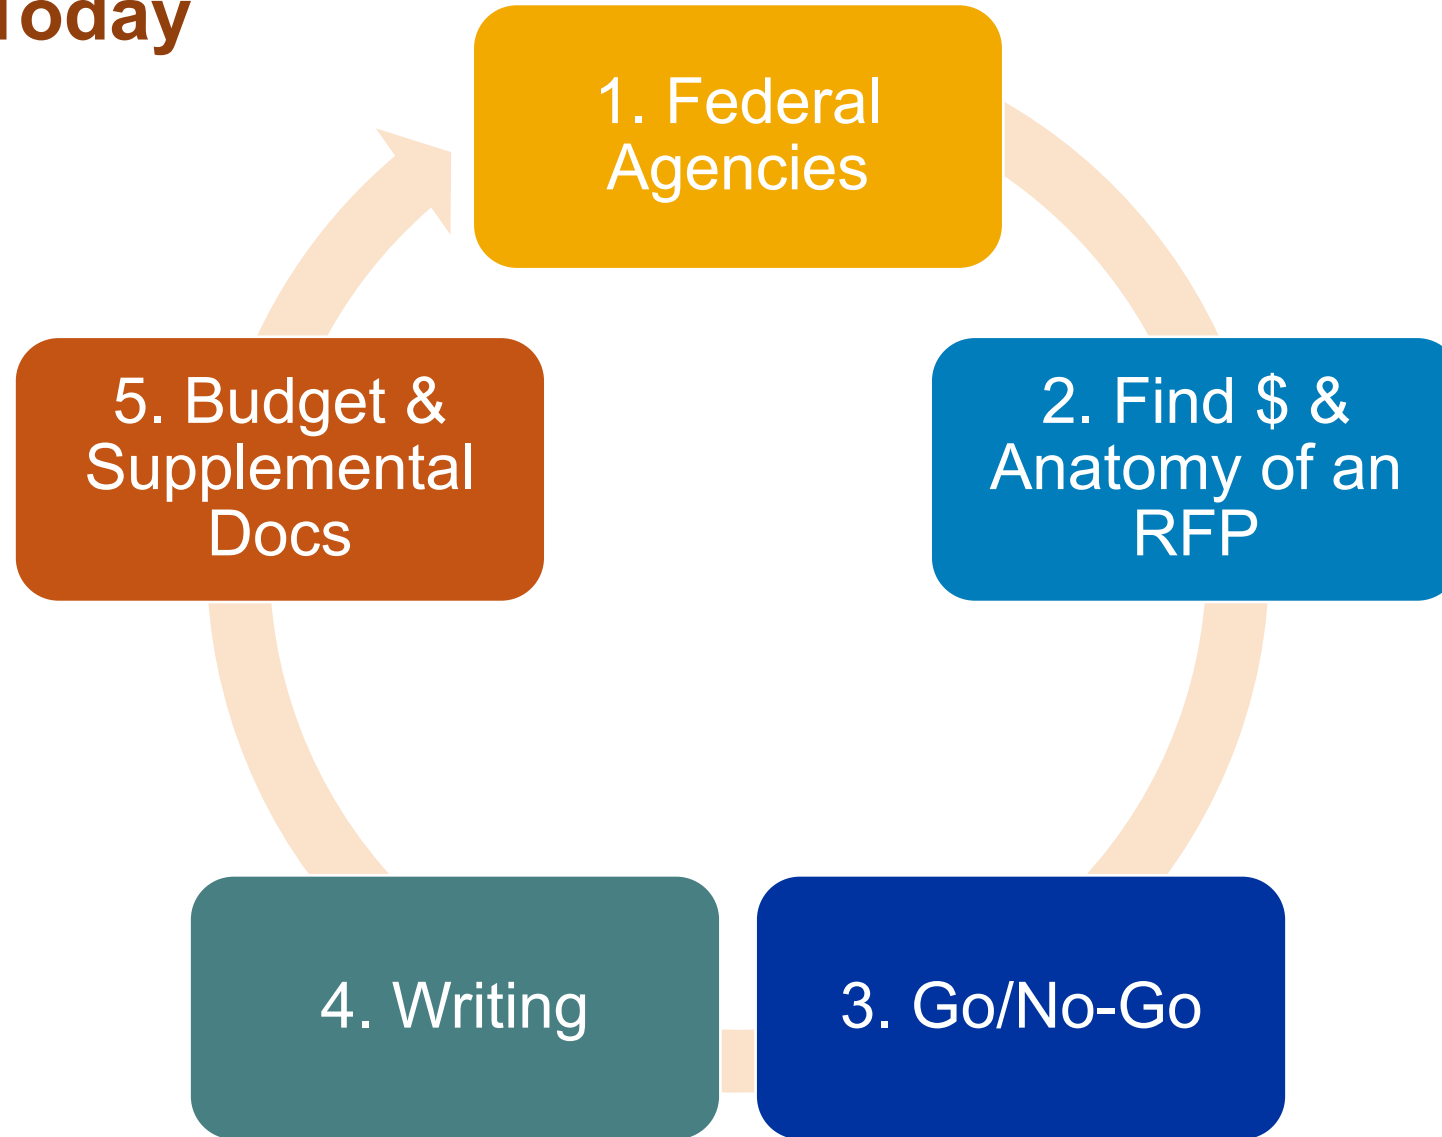 Today
1. Federal
Agencies
2. Find $ &
Anatomy of an
RFP
3. Go/No-Go
4. Writing
5. Budget &
Supplemental
Docs